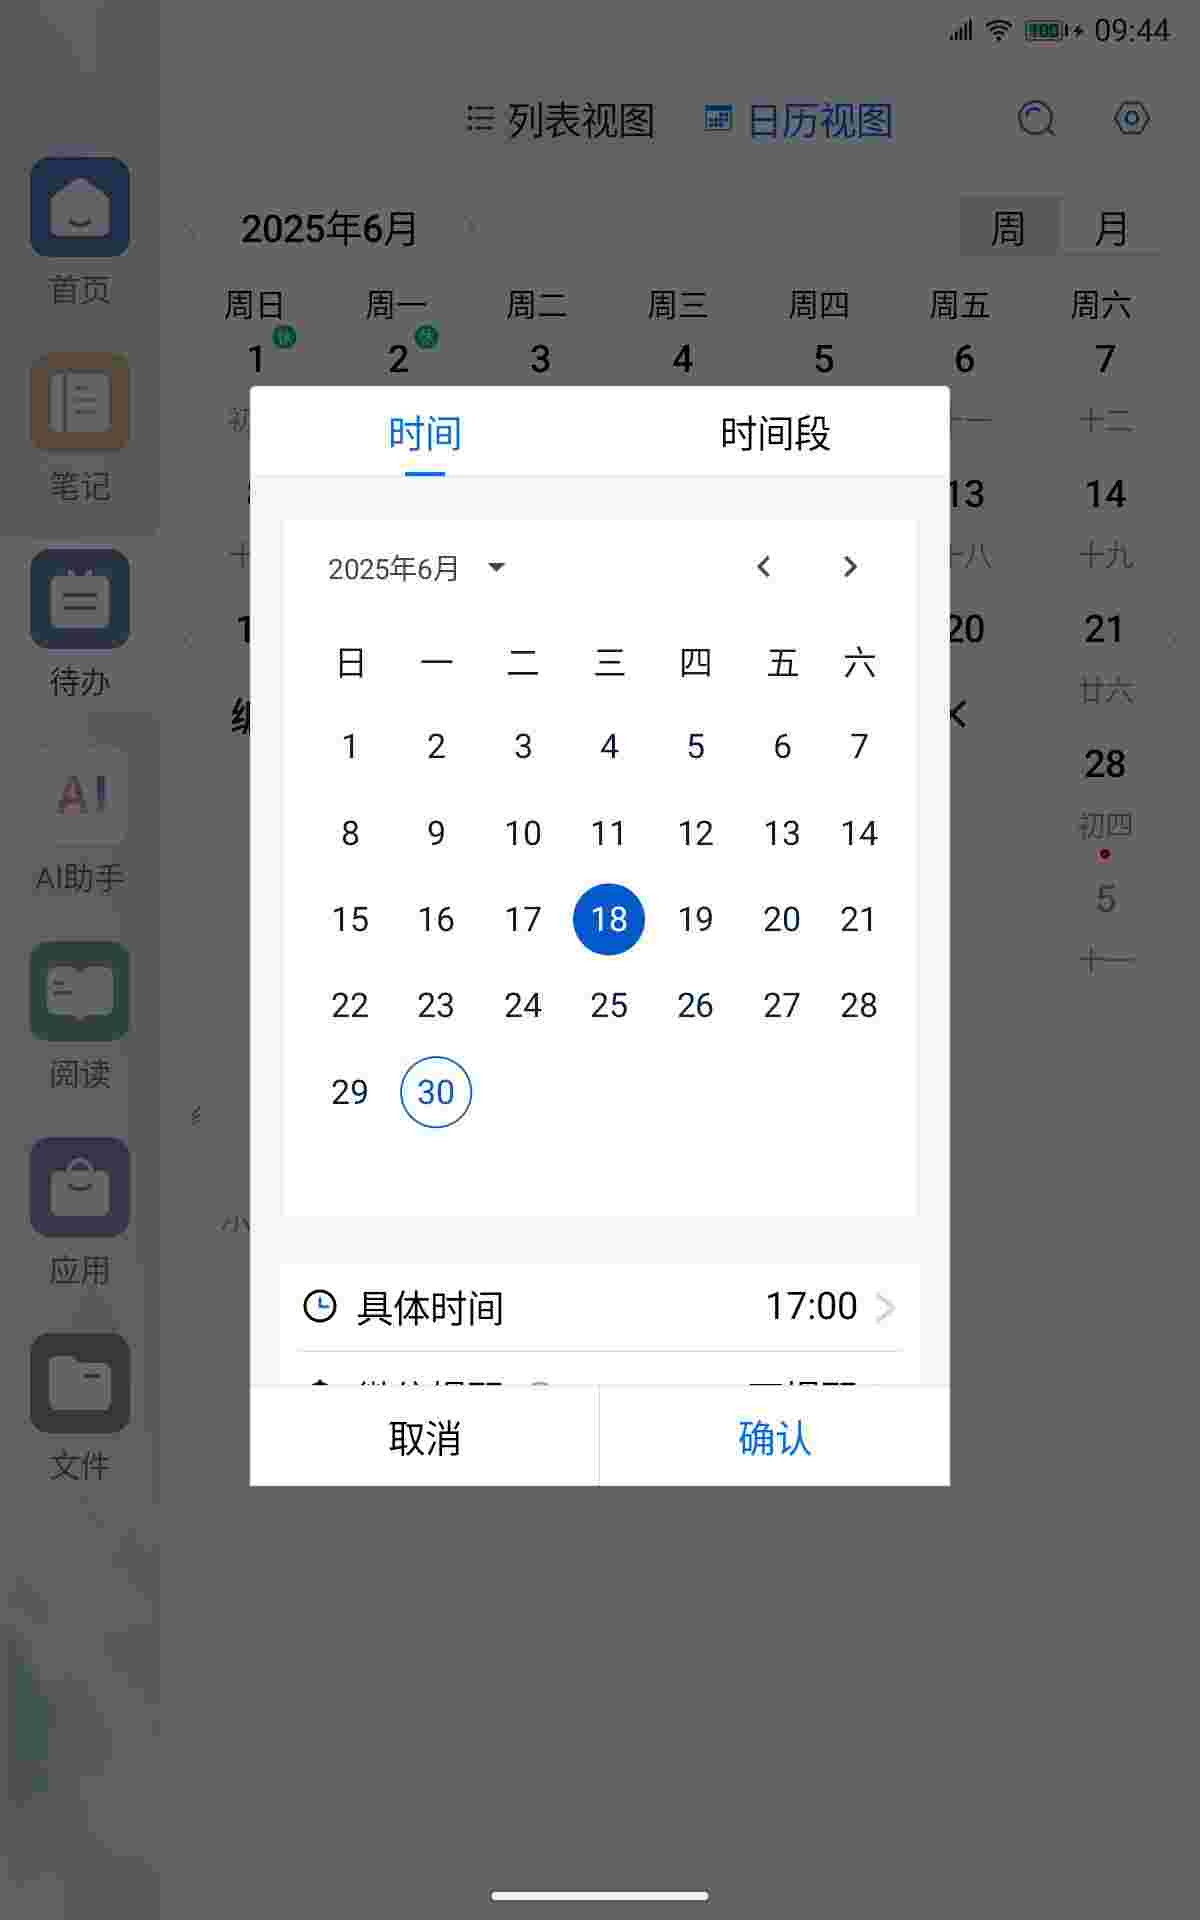 100 09:44
列表视图 日历视图
2025年6月 周 月
周日 周一 周二 周三 周四 周五 周六
休 休
1 2 3 4 5 6 7
十一 十二
13 14
十八 十九
20 21
廿六
28
初四
5
十一
首页
笔记
待办
AI
AI助手
阅读
应用
文件
时间 时间段
2025年6月
日 一 二 三 四 五 六
1 2 3 4 5 6 7
8 9 10 11 12 13 14
15 16 17 18 19 20 21
22 23 24 25 26 27 28
29 30
具体时间 17:00
取消 确认